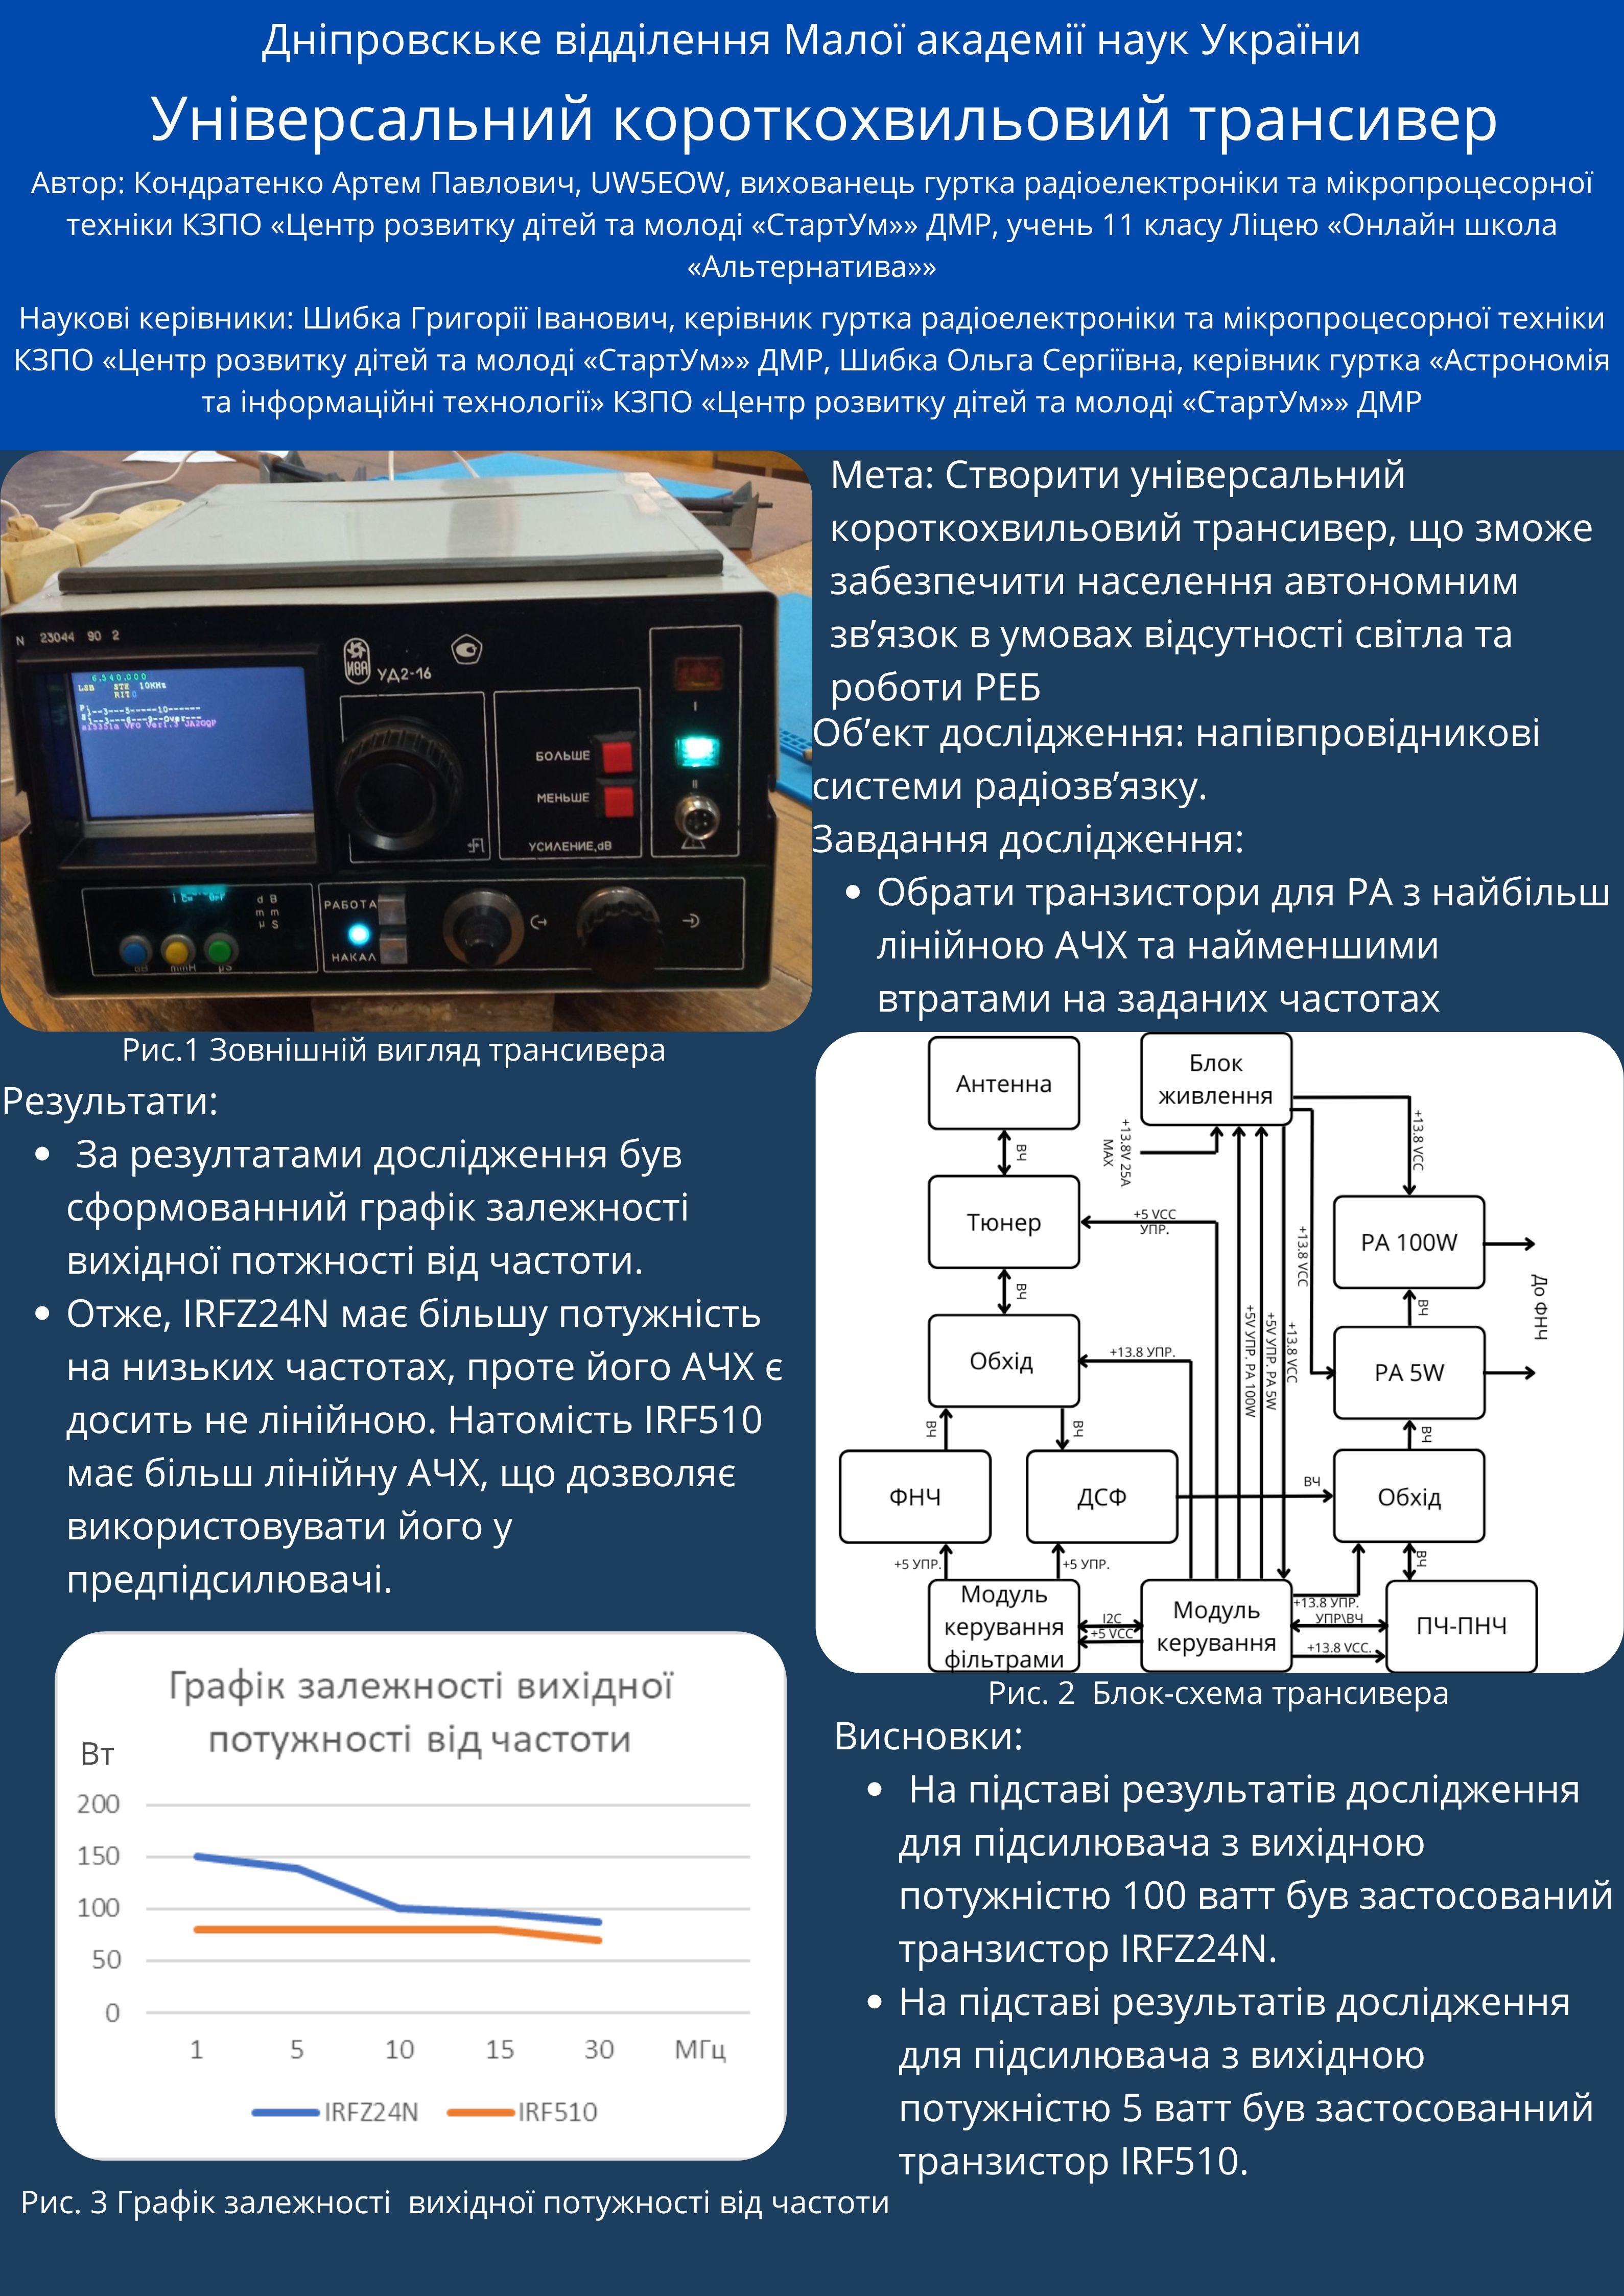 Дніпровскьке відділення Малої академії наук України
Універсальний короткохвильовий трансивер
Автор: Кондратенко Артем Павлович, UW5EOW, вихованець гуртка радіоелектроніки та мікропроцесорної
техніки КЗПО «Центр розвитку дітей та молоді «СтартУм»» ДМР, учень 11 класу Ліцею «Онлайн школа
«Альтернатива»»
Наукові керівники: Шибка Григорії Іванович, керівник гуртка радіоелектроніки та мікропроцесорної техніки
КЗПО «Центр розвитку дітей та молоді «СтартУм»» ДМР, Шибка Ольга Сергіївна, керівник гуртка «Астрономія
та інформаційні технології» КЗПО «Центр розвитку дітей та молоді «СтартУм»» ДМР
N 23044 90 2
УД2-16
6.540.000
LSB STE 10KHz
RIT
si5351a VFO Ver1.3 JA2GQP
I
БОЛЬШЕ
МЕНЬШЕ
II
УСИЛЕНИЕ,dB
РАБОТА
НАКАЛ
d B
m m
μ S
dB mmH μS
Рис.1 Зовнішній вигляд трансивера
Мета: Створити універсальний
короткохвильовий трансивер, що зможе
забезпечити населення автономним
зв’язок в умовах відсутності світла та
роботи РЕБ
Об’ект дослідження: напівпровідникові
системи радіозв’язку.
Завдання дослідження:
Обрати транзистори для РА з найбільш
лінійною АЧХ та найменшими
втратами на заданих частотах
Результати:
За резултатами дослідження був
сформованний графік залежності
вихідної потжності від частоти.
Отже, IRFZ24N має більшу потужність
на низьких частотах, проте його АЧХ є
досить не лінійною. Натомість IRF510
має більш лінійну АЧХ, що дозволяє
використовувати його у
предпідсилювачі.
Антенна
Блок
живлення
ВЧ
+13.8V 25A
MAX
+13.8 VCC
Тюнер
+5 VCC
УПР.
+13.8 VCC
РА 100W
До ФНЧ
ВЧ
+5V УПР. РА 100W
+5V УПР. РА 5W
+13.8 VCC
ВЧ
Обхід
+13.8 УПР.
РА 5W
ВЧ
ВЧ
ВЧ
ФНЧ
ДСФ
ВЧ
Обхід
+5 УПР.
+5 УПР.
ВЧ
Модуль
керування
фільтрами
I2C
+5 VCC
Модуль
керування
+13.8 УПР.
УПР\ВЧ
+13.8 VCC.
ПЧ-ПНЧ
Рис. 2 Блок-схема трансивера
Графік залежності вихідної
потужності від частоти
Вт
200
150
100
50
0
1 5 10 15 30 МГц
IRFZ24N IRF510
Рис. 3 Графік залежності вихідної потужності від частоти
Висновки:
На підставі результатів дослідження
для підсилювача з вихідною
потужністю 100 ватт був застосований
транзистор IRFZ24N.
На підставі результатів дослідження
для підсилювача з вихідною
потужністю 5 ватт був застосованний
транзистор IRF510.